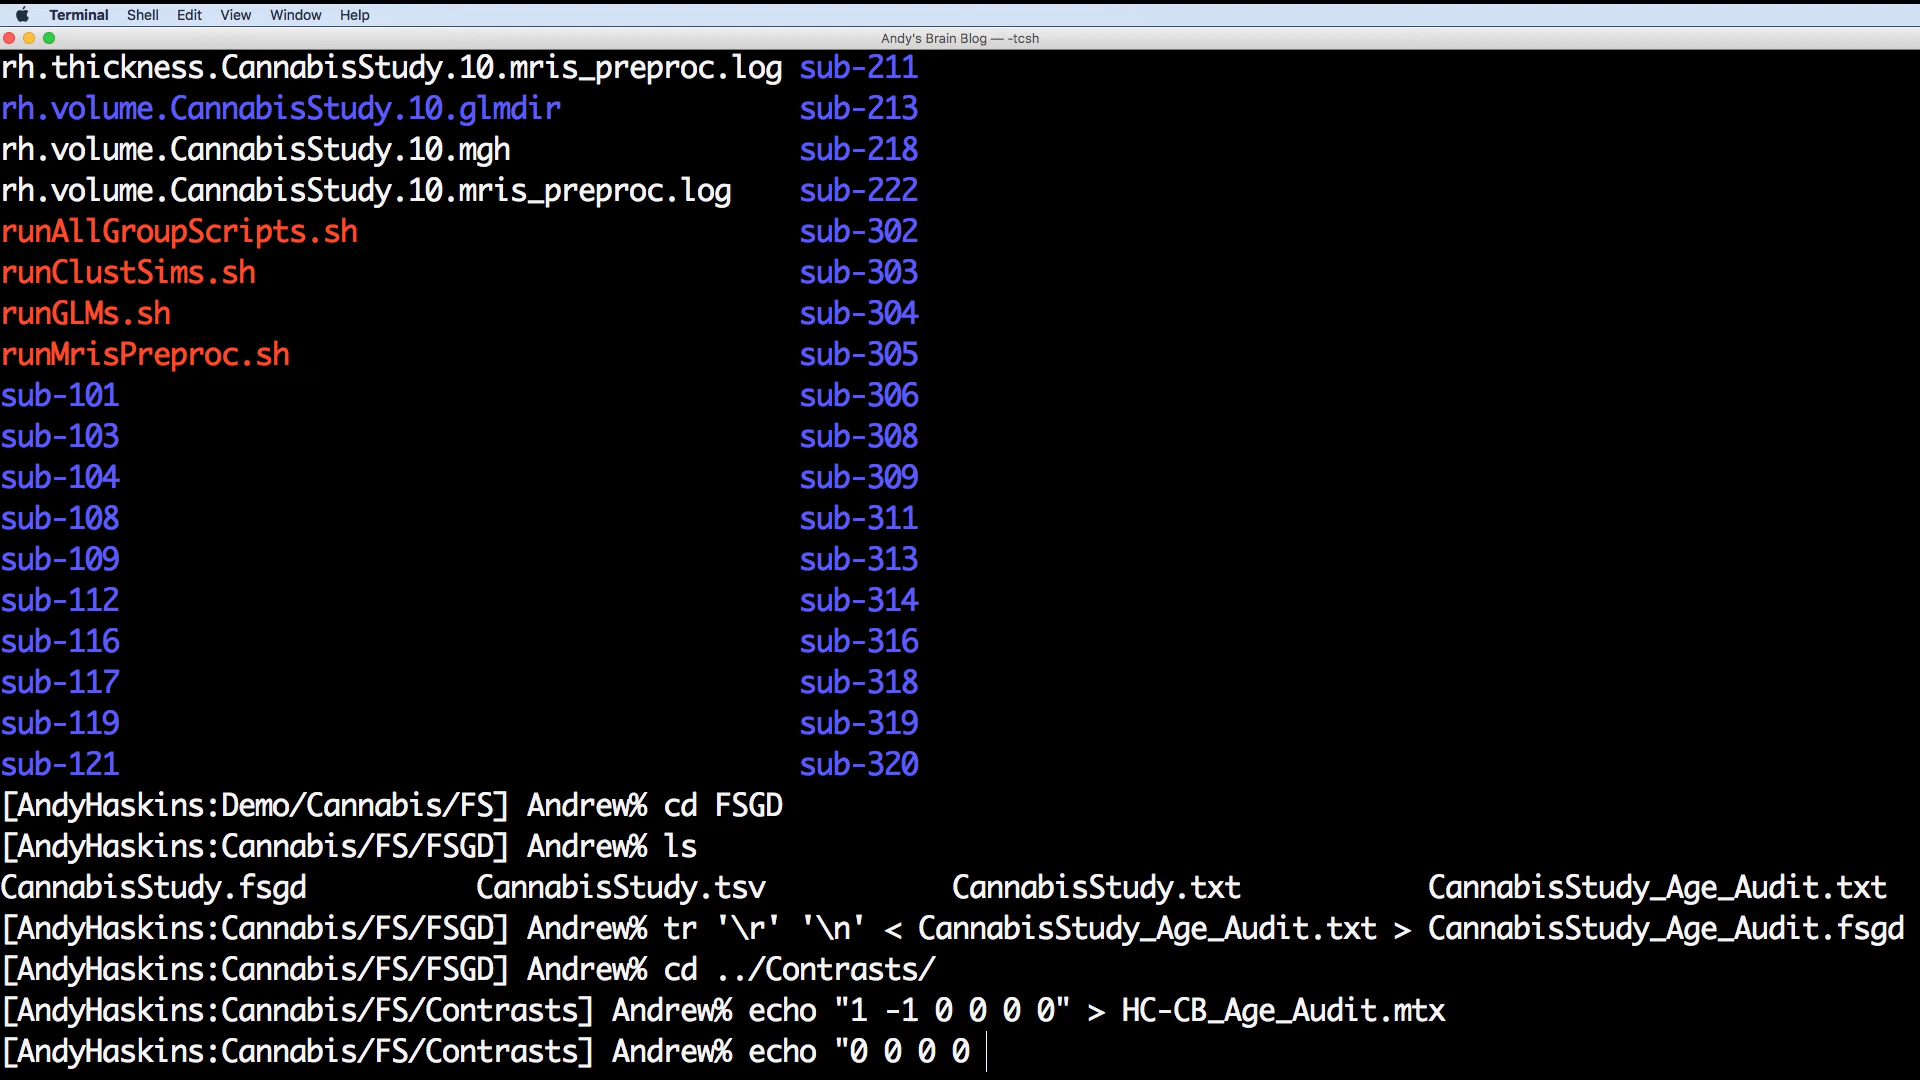 Terminal Shell Edit View Window Help
Andy's Brain Blog — -tcsh
rh.thickness.CannabisStudy.10.mris_preproc.log sub-211
rh.volume.CannabisStudy.10.glmdir sub-213
rh.volume.CannabisStudy.10.mgh sub-218
rh.volume.CannabisStudy.10.mris_preproc.log sub-222
runAllGroupScripts.sh sub-302
runClustSims.sh sub-303
runGLMs.sh sub-304
runMrisPreproc.sh sub-305
sub-101 sub-306
sub-103 sub-308
sub-104 sub-309
sub-108 sub-311
sub-109 sub-313
sub-112 sub-314
sub-116 sub-316
sub-117 sub-318
sub-119 sub-319
sub-121 sub-320
[AndyHaskins:Demo/Cannabis/FS] Andrew% cd FSGD
[AndyHaskins:Cannabis/FS/FSGD] Andrew% ls
CannabisStudy.fsgd CannabisStudy.tsv CannabisStudy.txt CannabisStudy_Age_Audit.txt
[AndyHaskins:Cannabis/FS/FSGD] Andrew% tr '\r' '\n' < CannabisStudy_Age_Audit.txt > CannabisStudy_Age_Audit.fsgd
[AndyHaskins:Cannabis/FS/FSGD] Andrew% cd ../Contrasts/
[AndyHaskins:Cannabis/FS/Contrasts] Andrew% echo "1 -1 0 0 0 0" > HC-CB_Age_Audit.mtx
[AndyHaskins:Cannabis/FS/Contrasts] Andrew% echo "0 0 0 0